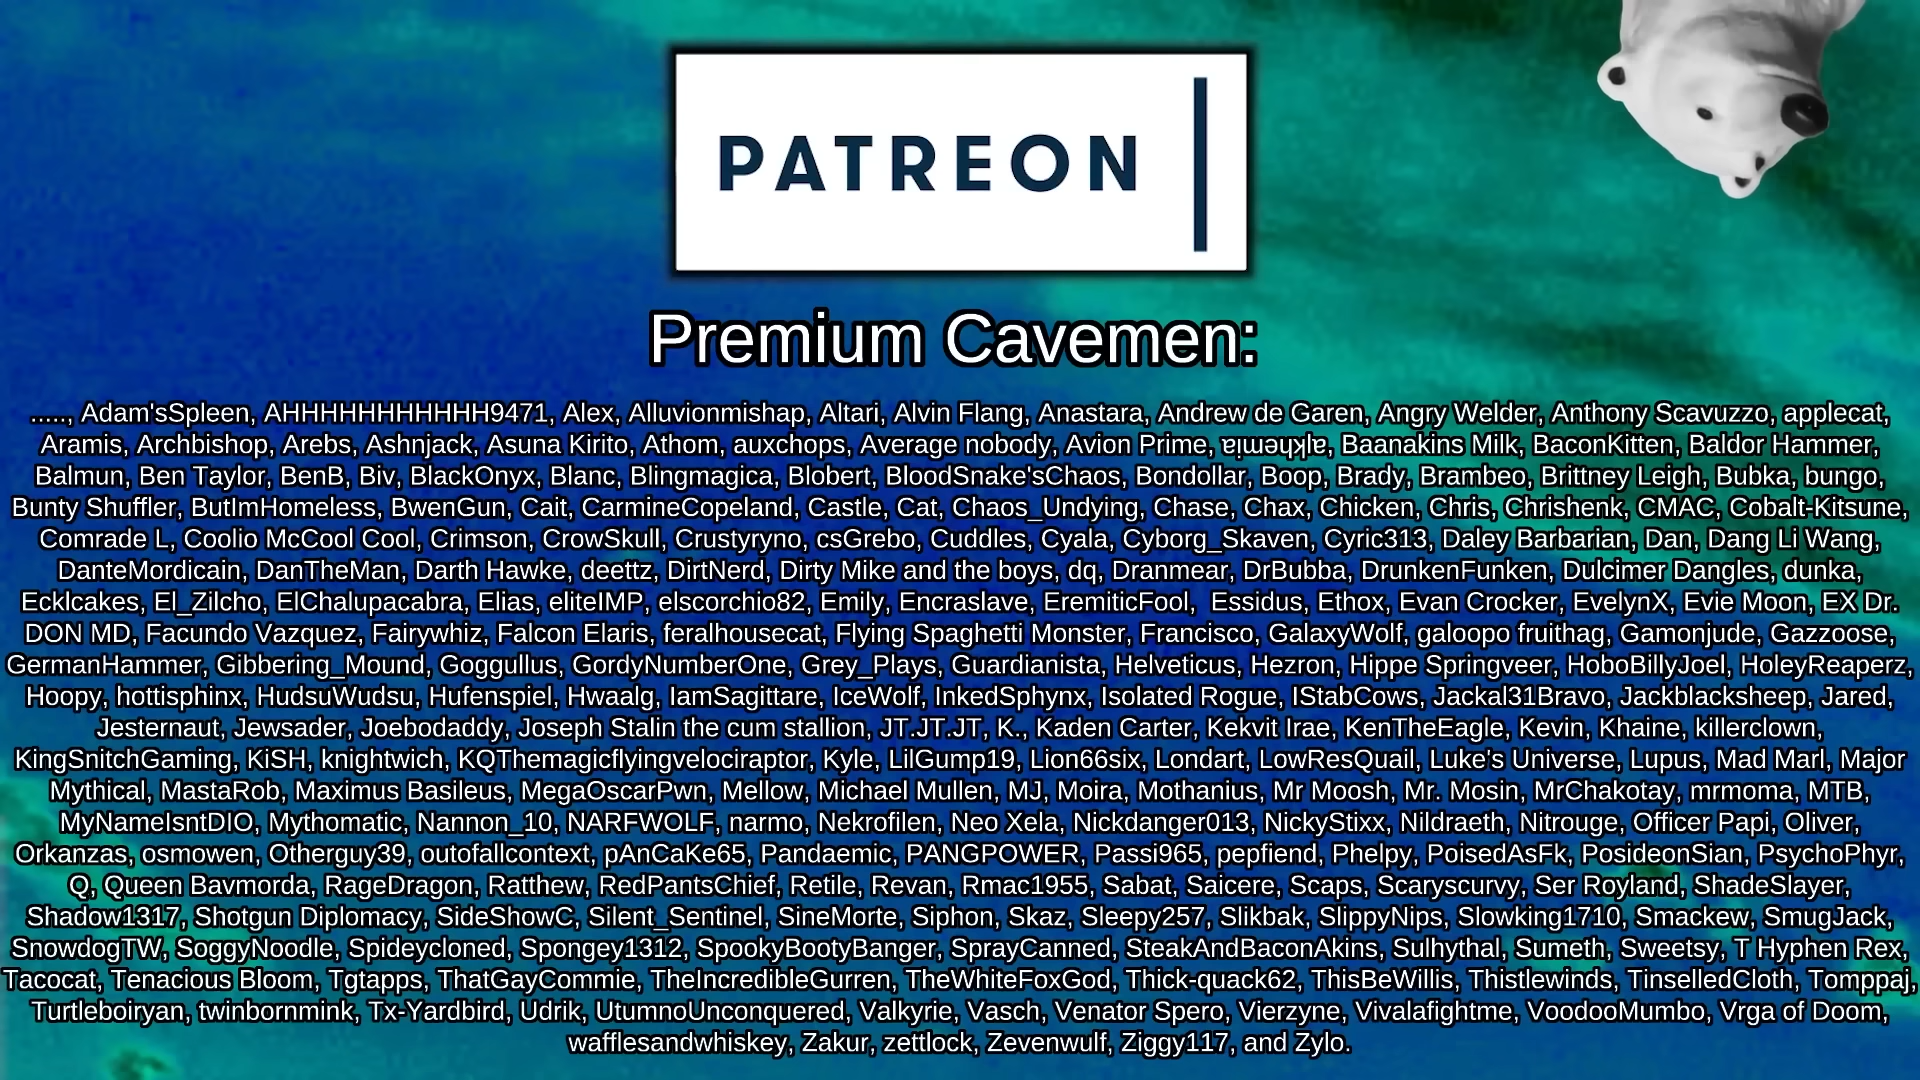 PATREON
Premium Cavemen:
....., Adam'sSpleen, AHHHHHHHHHHH9471, Alex, Alluvionmishap, Altari, Alvin Flang, Anastara, Andrew de Garen, Angry Welder, Anthony Scavuzzo, applecat,
Aramis, Archbishop, Arebs, Ashnjack, Asuna Kirito, Athom, auxchops, Average nobody, Avion Prime, ɐıɯǝɥʞlɐ, Baanakins Milk, BaconKitten, Baldor Hammer,
Balmun, Ben Taylor, BenB, Biv, BlackOnyx, Blanc, Blingmagica, Blobert, BloodSnake'sChaos, Bondollar, Boop, Brady, Brambeo, Brittney Leigh, Bubka, bungo,
Bunty Shuffler, ButImHomeless, BwenGun, Cait, CarmineCopeland, Castle, Cat, Chaos_Undying, Chase, Chax, Chicken, Chris, Chrishenk, CMAC, Cobalt-Kitsune,
Comrade L, Coolio McCool Cool, Crimson, CrowSkull, Crustyryno, csGrebo, Cuddles, Cyala, Cyborg_Skaven, Cyric313, Daley Barbarian, Dan, Dang Li Wang,
DanteMordicain, DanTheMan, Darth Hawke, deettz, DirtNerd, Dirty Mike and the boys, dq, Dranmear, DrBubba, DrunkenFunken, Dulcimer Dangles, dunka,
Ecklcakes, El_Zilcho, ElChalupacabra, Elias, eliteIMP, elscorchio82, Emily, Encraslave, EremiticFool,  Essidus, Ethox, Evan Crocker, EvelynX, Evie Moon, EX Dr.
DON MD, Facundo Vazquez, Fairywhiz, Falcon Elaris, feralhousecat, Flying Spaghetti Monster, Francisco, GalaxyWolf, galoopo fruithag, Gamonjude, Gazzoose,
GermanHammer, Gibbering_Mound, Goggullus, GordyNumberOne, Grey_Plays, Guardianista, Helveticus, Hezron, Hippe Springveer, HoboBillyJoel, HoleyReaperz,
Hoopy, hottisphinx, HudsuWudsu, Hufenspiel, Hwaalg, IamSagittare, IceWolf, InkedSphynx, Isolated Rogue, IStabCows, Jackal31Bravo, Jackblacksheep, Jared,
Jesternaut, Jewsader, Joebodaddy, Joseph Stalin the cum stallion, JT.JT.JT, K., Kaden Carter, Kekvit Irae, KenTheEagle, Kevin, Khaine, killerclown,
KingSnitchGaming, KiSH, knightwich, KQThemagicflyingvelociraptor, Kyle, LilGump19, Lion66six, Londart, LowResQuail, Luke's Universe, Lupus, Mad Marl, Major
Mythical, MastaRob, Maximus Basileus, MegaOscarPwn, Mellow, Michael Mullen, MJ, Moira, Mothanius, Mr Moosh, Mr. Mosin, MrChakotay, mrmoma, MTB,
MyNameIsntDIO, Mythomatic, Nannon_10, NARFWOLF, narmo, Nekrofilen, Neo Xela, Nickdanger013, NickyStixx, Nildraeth, Nitrouge, Officer Papi, Oliver,
Orkanzas, osmowen, Otherguy39, outofallcontext, pAnCaKe65, Pandaemic, PANGPOWER, Passi965, pepfiend, Phelpy, PoisedAsFk, PosideonSian, PsychoPhyr,
Q, Queen Bavmorda, RageDragon, Ratthew, RedPantsChief, Retile, Revan, Rmac1955, Sabat, Saicere, Scaps, Scaryscurvy, Ser Royland, ShadeSlayer,
Shadow1317, Shotgun Diplomacy, SideShowC, Silent_Sentinel, SineMorte, Siphon, Skaz, Sleepy257, Slikbak, SlippyNips, Slowking1710, Smackew, SmugJack,
SnowdogTW, SoggyNoodle, Spideycloned, Spongey1312, SpookyBootyBanger, SprayCanned, SteakAndBaconAkins, Sulhythal, Sumeth, Sweetsy, T Hyphen Rex,
Tacocat, Tenacious Bloom, Tgtapps, ThatGayCommie, TheIncredibleGurren, TheWhiteFoxGod, Thick-quack62, ThisBeWillis, Thistlewinds, TinselledCloth, Tomppaj,
Turtleboiryan, twinbornmink, Tx-Yardbird, Udrik, UtumnoUnconquered, Valkyrie, Vasch, Venator Spero, Vierzyne, Vivalafightme, VoodooMumbo, Vrga of Doom,
wafflesandwhiskey, Zakur, zettlock, Zevenwulf, Ziggy117, and Zylo.